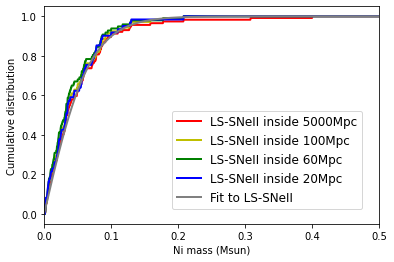 1.0
0.8
0.6
0.4
0.2
0.0
Cumulative distribution
LS-SNeII inside 5000Mpc
LS-SNeII inside 100Mpc
LS-SNeII inside 60Mpc
LS-SNeII inside 20Mpc
Fit to LS-SNeII
0.0 0.1 0.2 0.3 0.4 0.5
Ni mass (Msun)